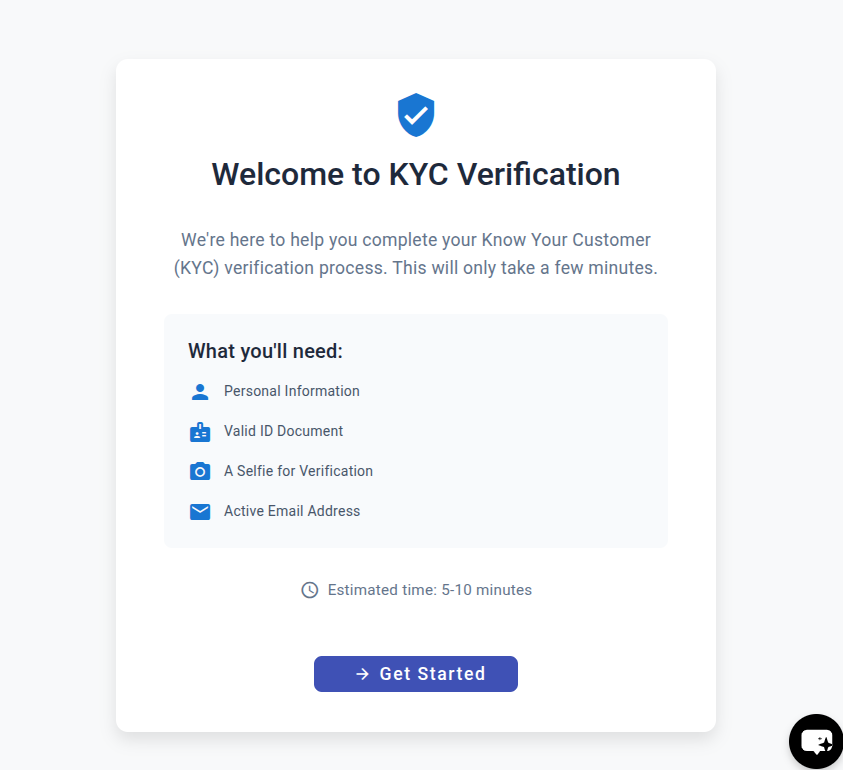 Welcome to KYC Verification
We're here to help you complete your Know Your Customer
(KYC) verification process. This will only take a few minutes.
What you'll need:
Personal Information
Valid ID Document
A Selfie for Verification
Active Email Address
Estimated time: 5-10 minutes
Get Started